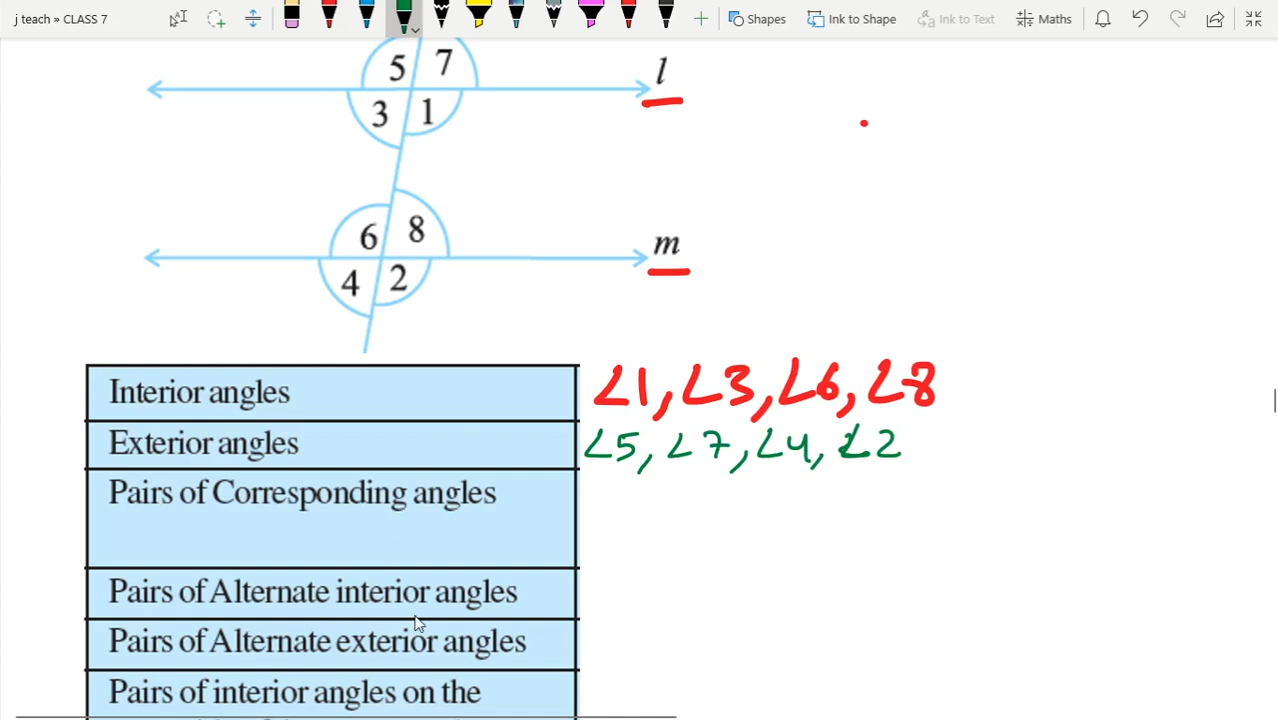 j teach » CLASS 7
Shapes
Ink to Shape
Ink to Text
Maths
5 7
l
3 1
6 8
m
4 2
Interior angles ∠1, ∠3, ∠6, ∠8
Exterior angles ∠5, ∠7, ∠4, ∠2
Pairs of Corresponding angles
Pairs of Alternate interior angles
Pairs of Alternate exterior angles
Pairs of interior angles on the